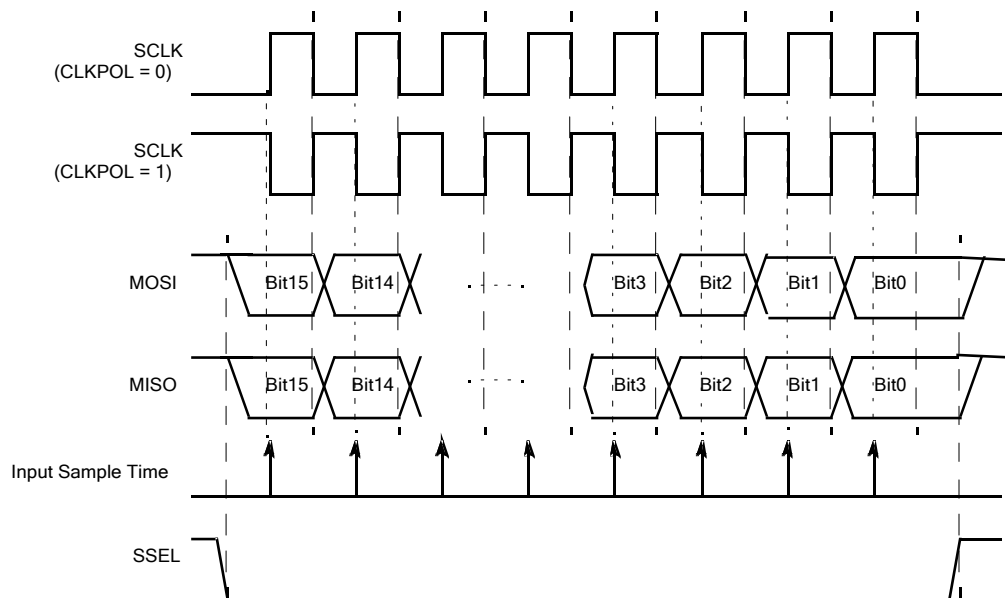 SCLK
(CLKPOL = 0)
SCLK
(CLKPOL = 1)
MOSI
Bit15
Bit14
Bit3
Bit2
Bit1
Bit0
MISO
Bit15
Bit14
Bit3
Bit2
Bit1
Bit0
Input Sample Time
SSEL